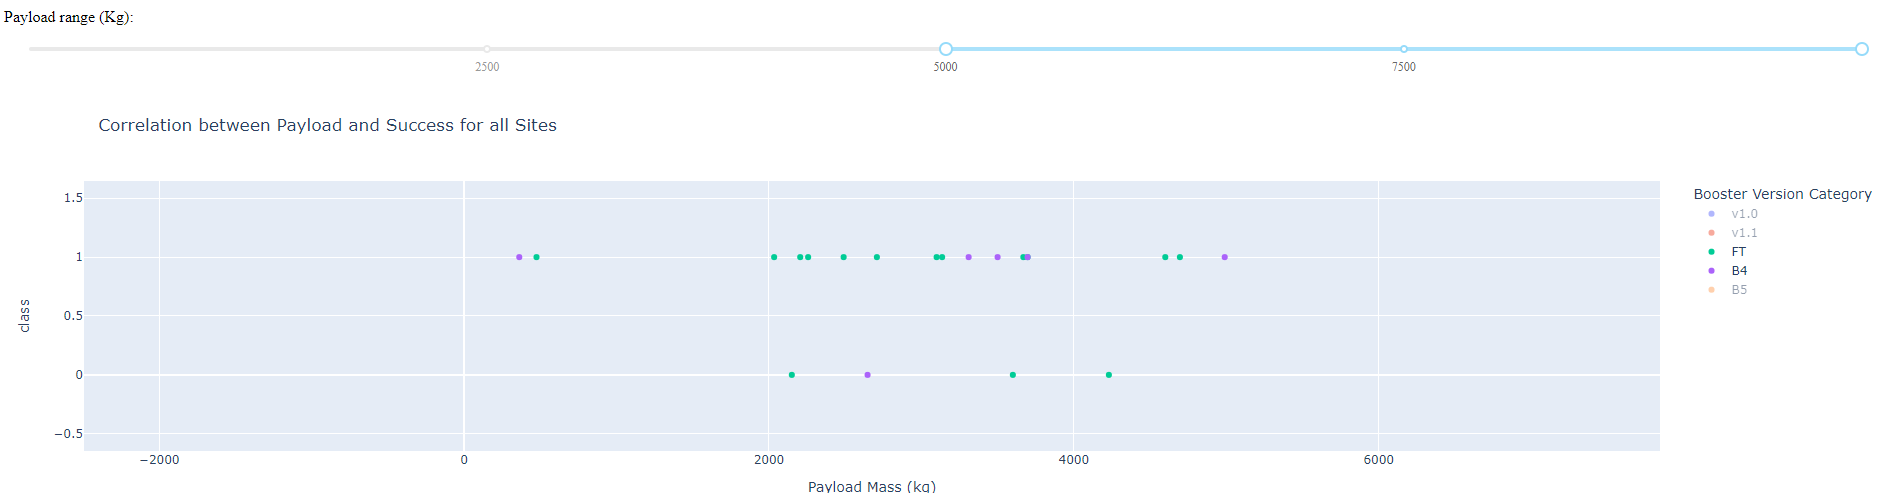 Payload range (Kg):
2500 5000 7500
Correlation between Payload and Success for all Sites
1.5
1
0.5
0
−0.5
class
−2000 0 2000 4000 6000
Payload Mass (kg)
Booster Version Category
v1.0
v1.1
FT
B4
B5